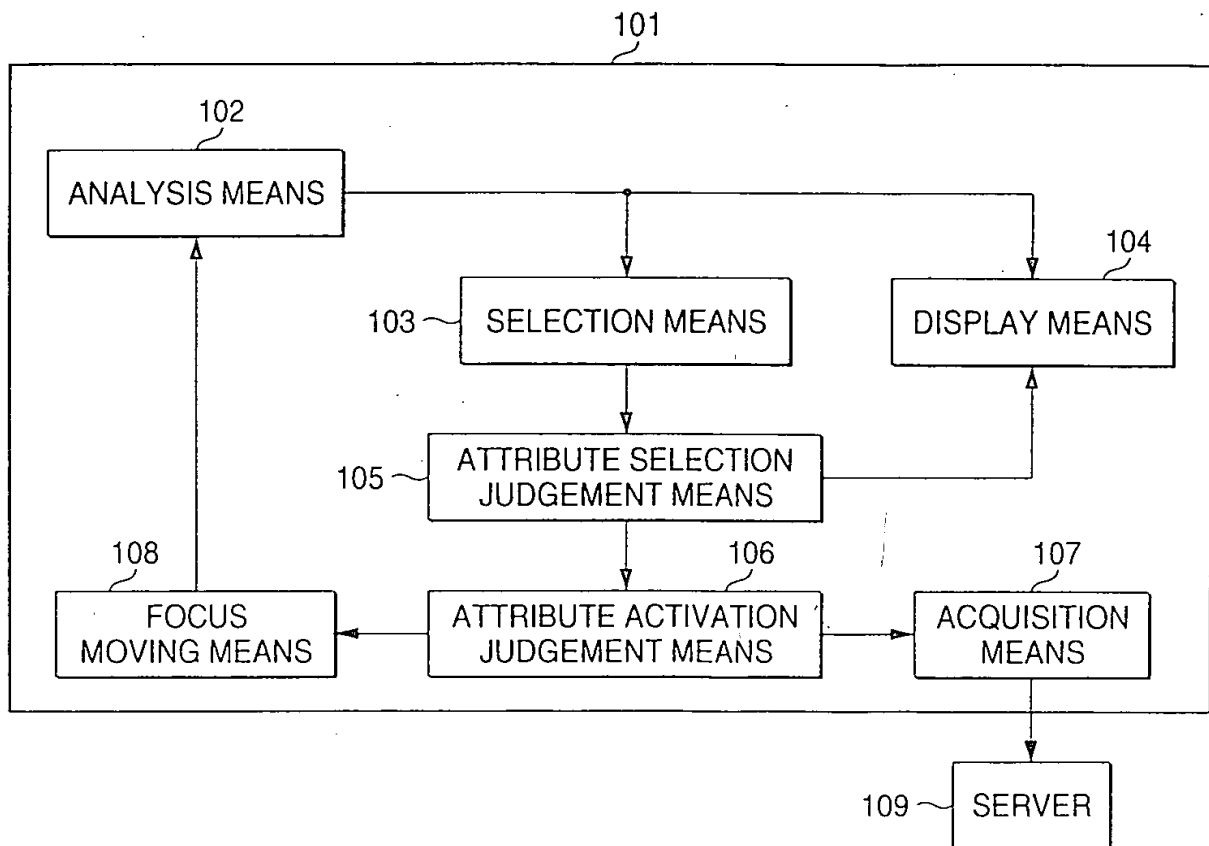 101
102
ANALYSIS MEANS
104
103
SELECTION MEANS
DISPLAY MEANS
105
ATTRIBUTE SELECTION
JUDGEMENT MEANS
108
106
107
FOCUS
MOVING MEANS
ATTRIBUTE ACTIVATION
JUDGEMENT MEANS
ACQUISITION
MEANS
109
SERVER